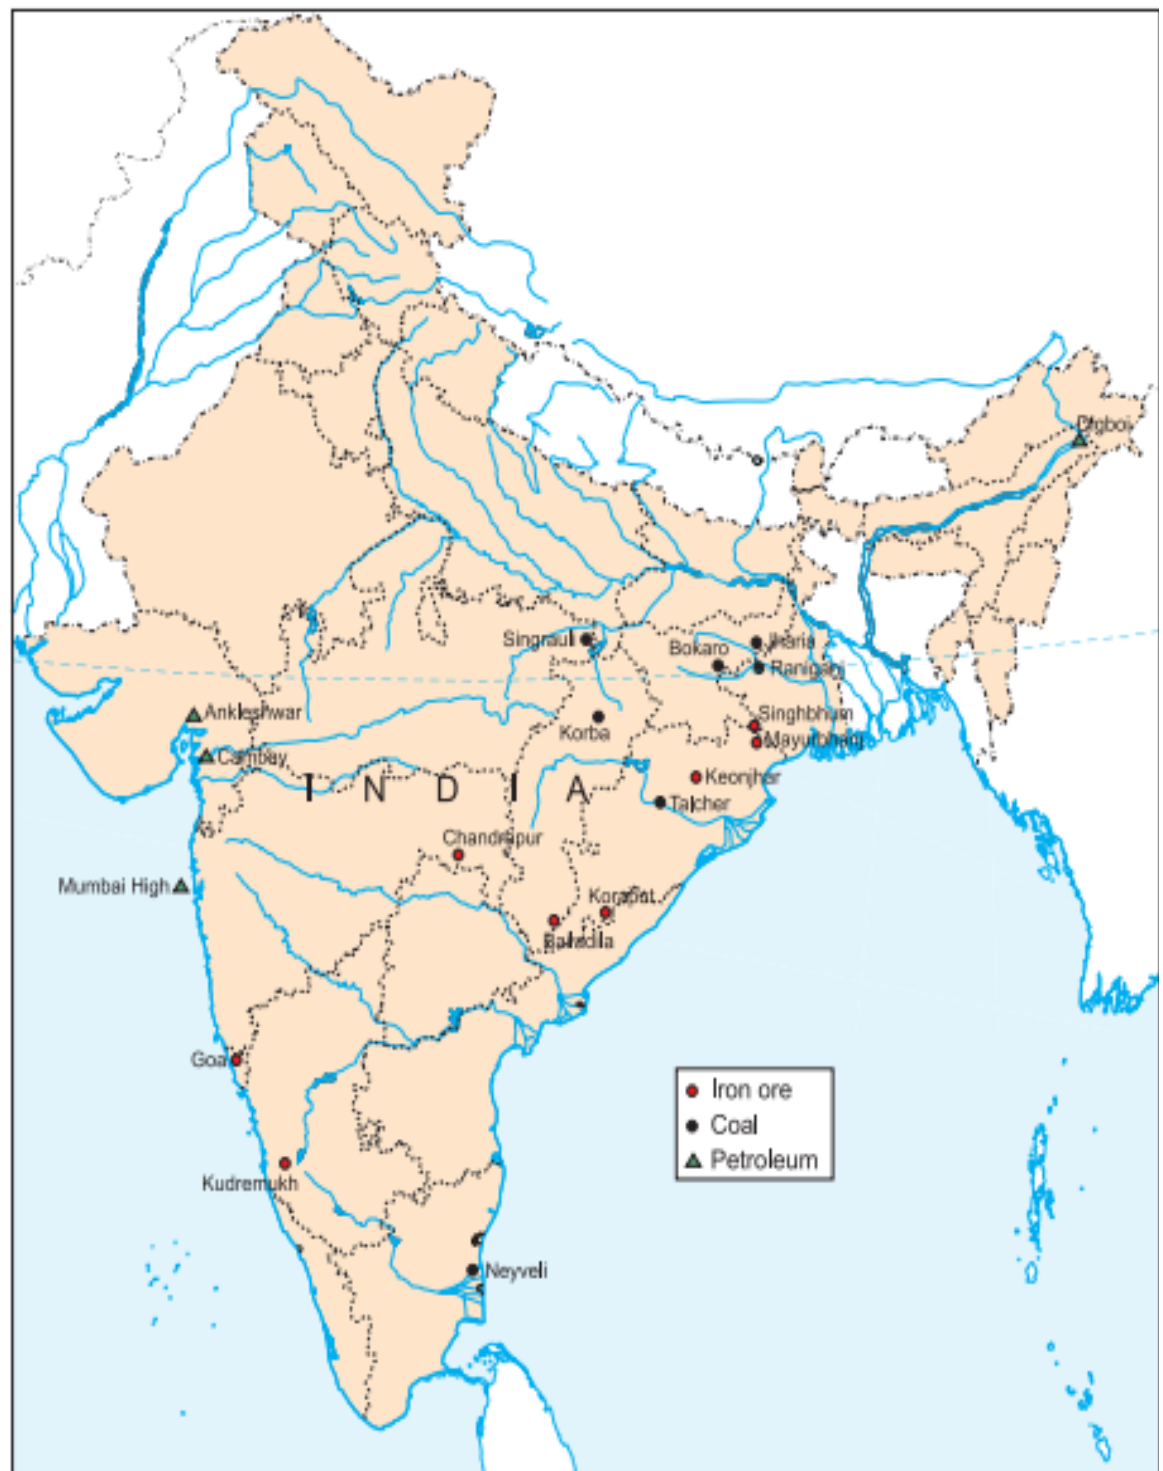 Digboi
Singrauli
Jharia
Bokaro
Raniganj
Ankleshwar
Korba
Singhbhum
Mayurbhanj
Cambay
Keonjhar
I N D I A
Talcher
Chandrapur
Mumbai High
Koraput
Bailadila
Goa
Iron ore
Coal
Petroleum
Kudremukh
Neyveli